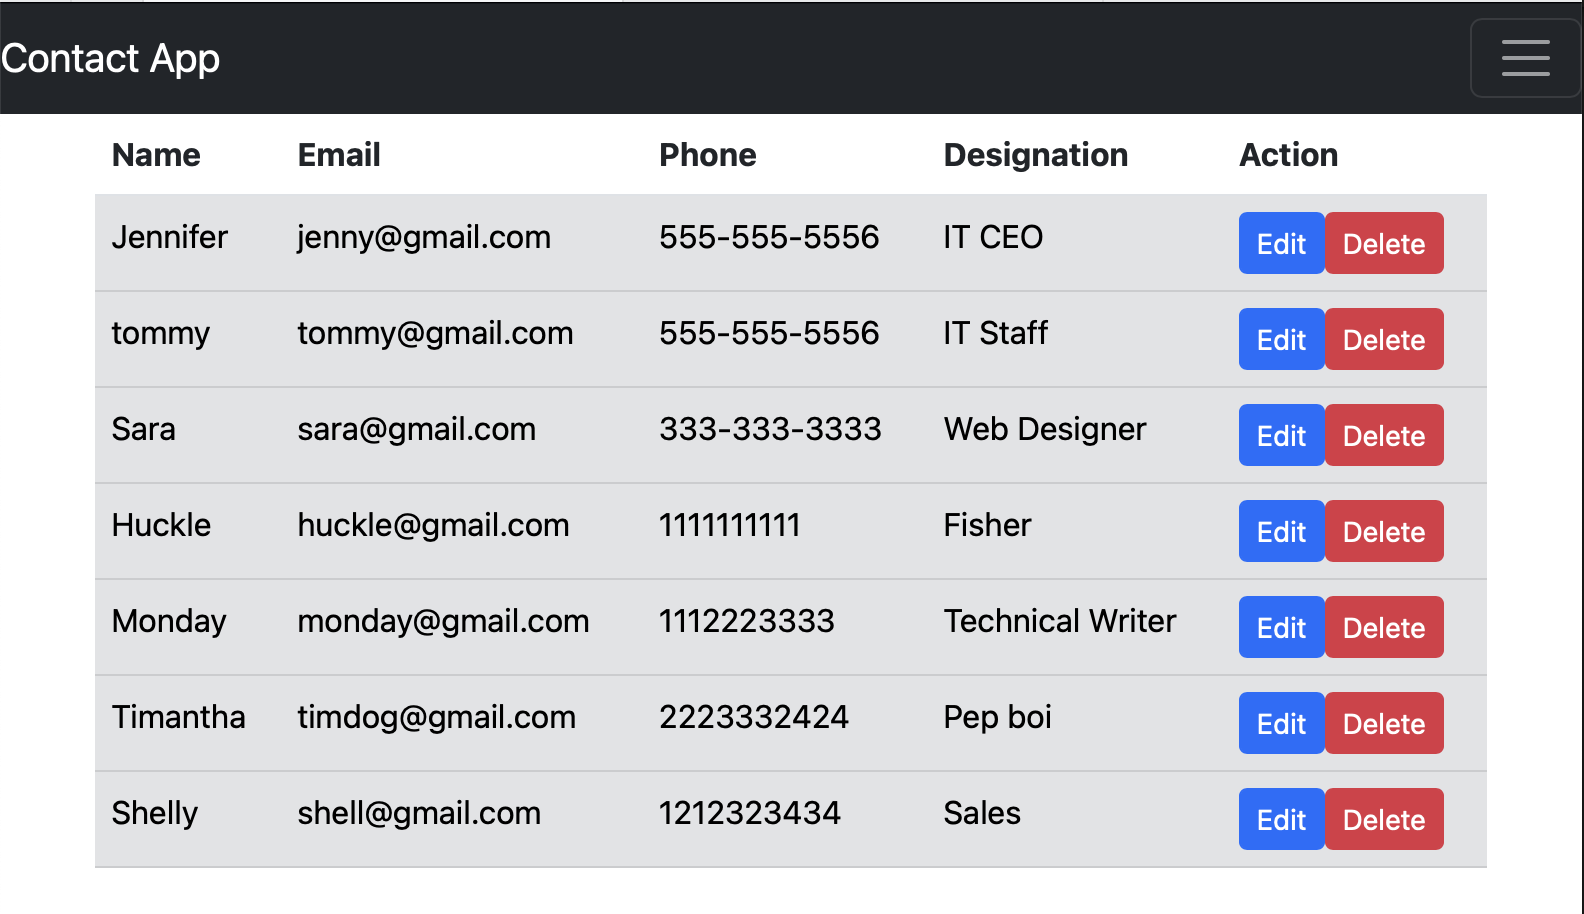 Contact App
Name Email Phone Designation Action
Jennifer jenny@gmail.com 555-555-5556 IT CEO Edit Delete
tommy tommy@gmail.com 555-555-5556 IT Staff Edit Delete
Sara sara@gmail.com 333-333-3333 Web Designer Edit Delete
Huckle huckle@gmail.com 1111111111 Fisher Edit Delete
Monday monday@gmail.com 1112223333 Technical Writer Edit Delete
Timantha timdog@gmail.com 2223332424 Pep boi Edit Delete
Shelly shell@gmail.com 1212323434 Sales Edit Delete